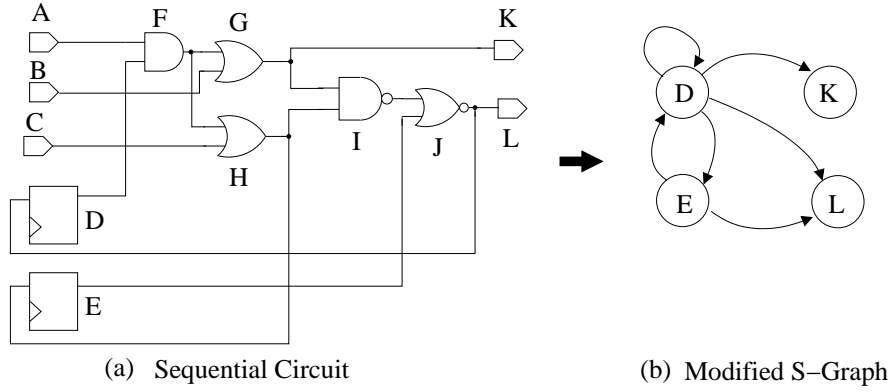 A
F
G
K
B
C
I
J
L
H
D
E
D
K
E
L
(a) Sequential Circuit
(b) Modified S−Graph